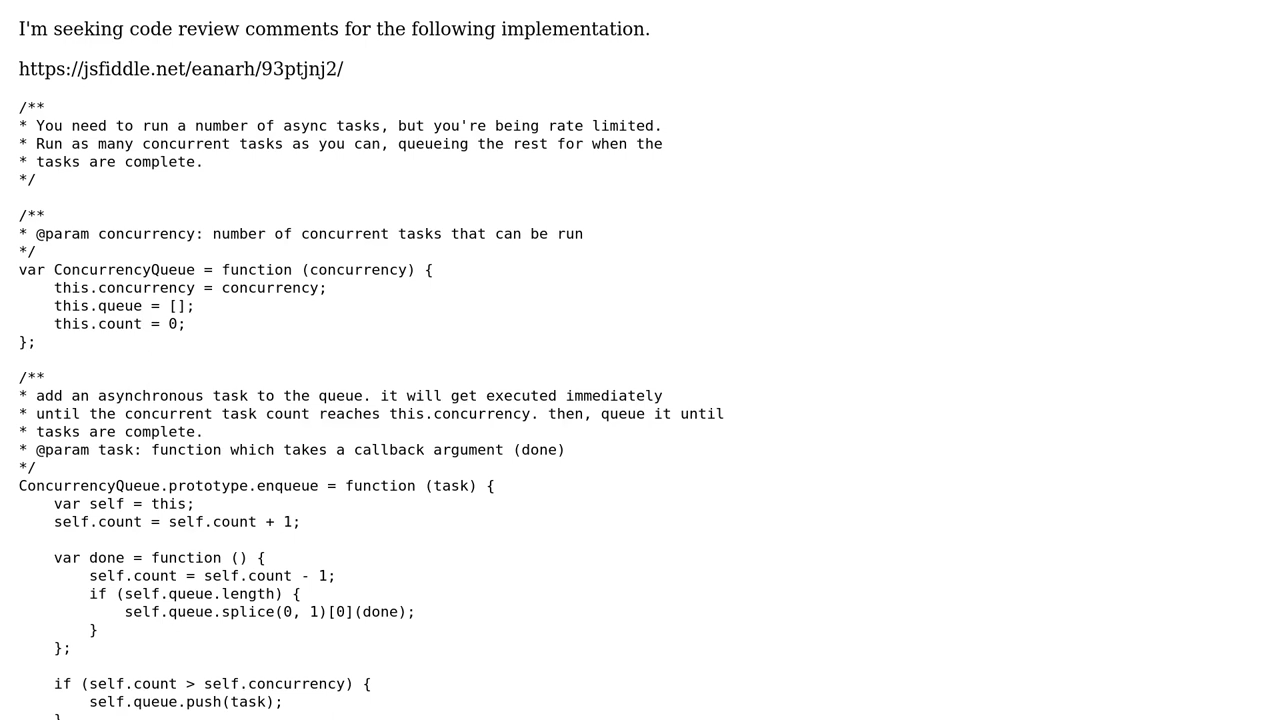 I'm seeking code review comments for the following implementation.
https://jsfiddle.net/eanarh/93ptjnj2/
/**
* You need to run a number of async tasks, but you're being rate limited.
* Run as many concurrent tasks as you can, queueing the rest for when the
* tasks are complete.
*/
/**
* @param concurrency: number of concurrent tasks that can be run
*/
var ConcurrencyQueue = function (concurrency) {
    this.concurrency = concurrency;
    this.queue = [];
    this.count = 0;
};
/**
* add an asynchronous task to the queue. it will get executed immediately
* until the concurrent task count reaches this.concurrency. then, queue it until
* tasks are complete.
* @param task: function which takes a callback argument (done)
*/
ConcurrencyQueue.prototype.enqueue = function (task) {
    var self = this;
    self.count = self.count + 1;
    var done = function () {
        self.count = self.count - 1;
        if (self.queue.length) {
            self.queue.splice(0, 1)[0](done);
        }
    };
    if (self.count > self.concurrency) {
        self.queue.push(task);
    }